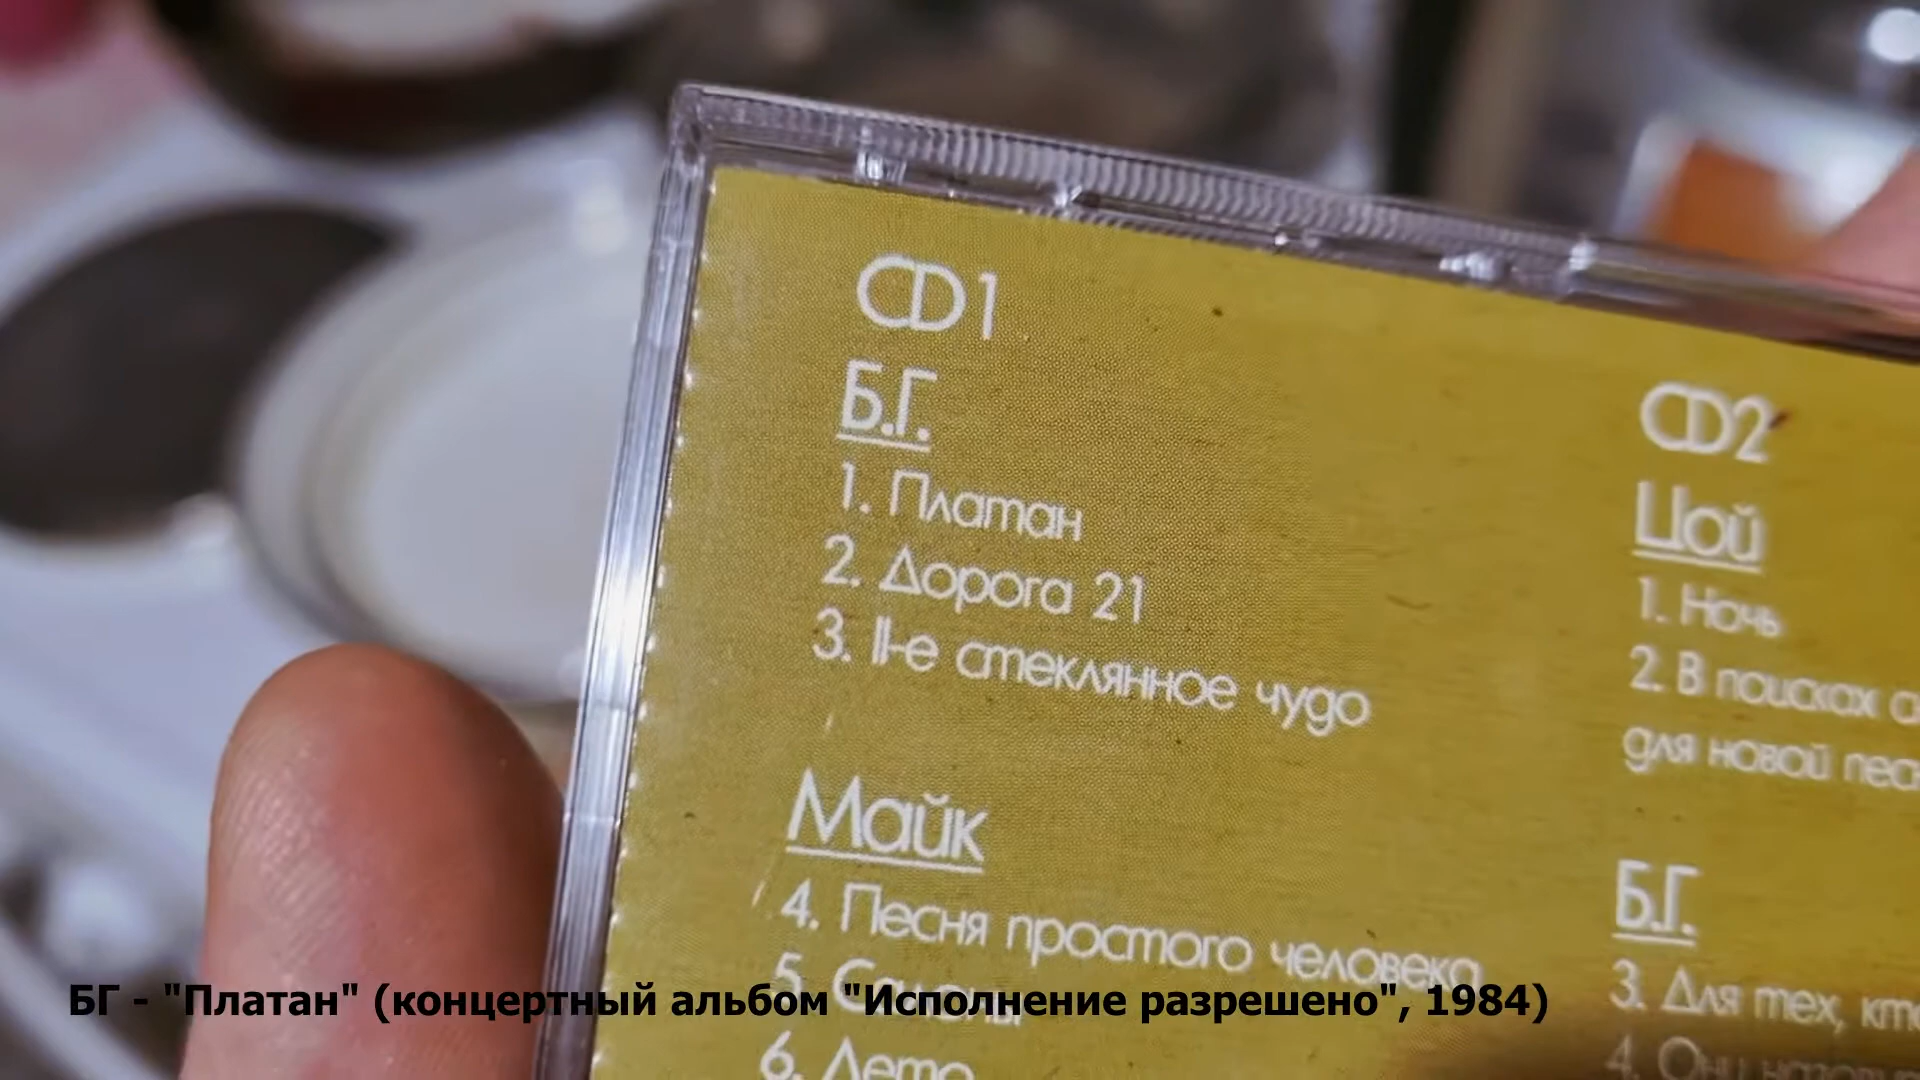 CD1
Б.Г.
1. Платан
2. Дорога 21
3. II-е стеклянное чудо
Майк
4. Песня простого человека
5.
6. Лето
CD2
Цой
1. Ночь
2. В поисках
для новой
Б.Г.
3. Для тех,
4. Они
БГ - "Платан" (концертный альбом "Исполнение разрешено", 1984)